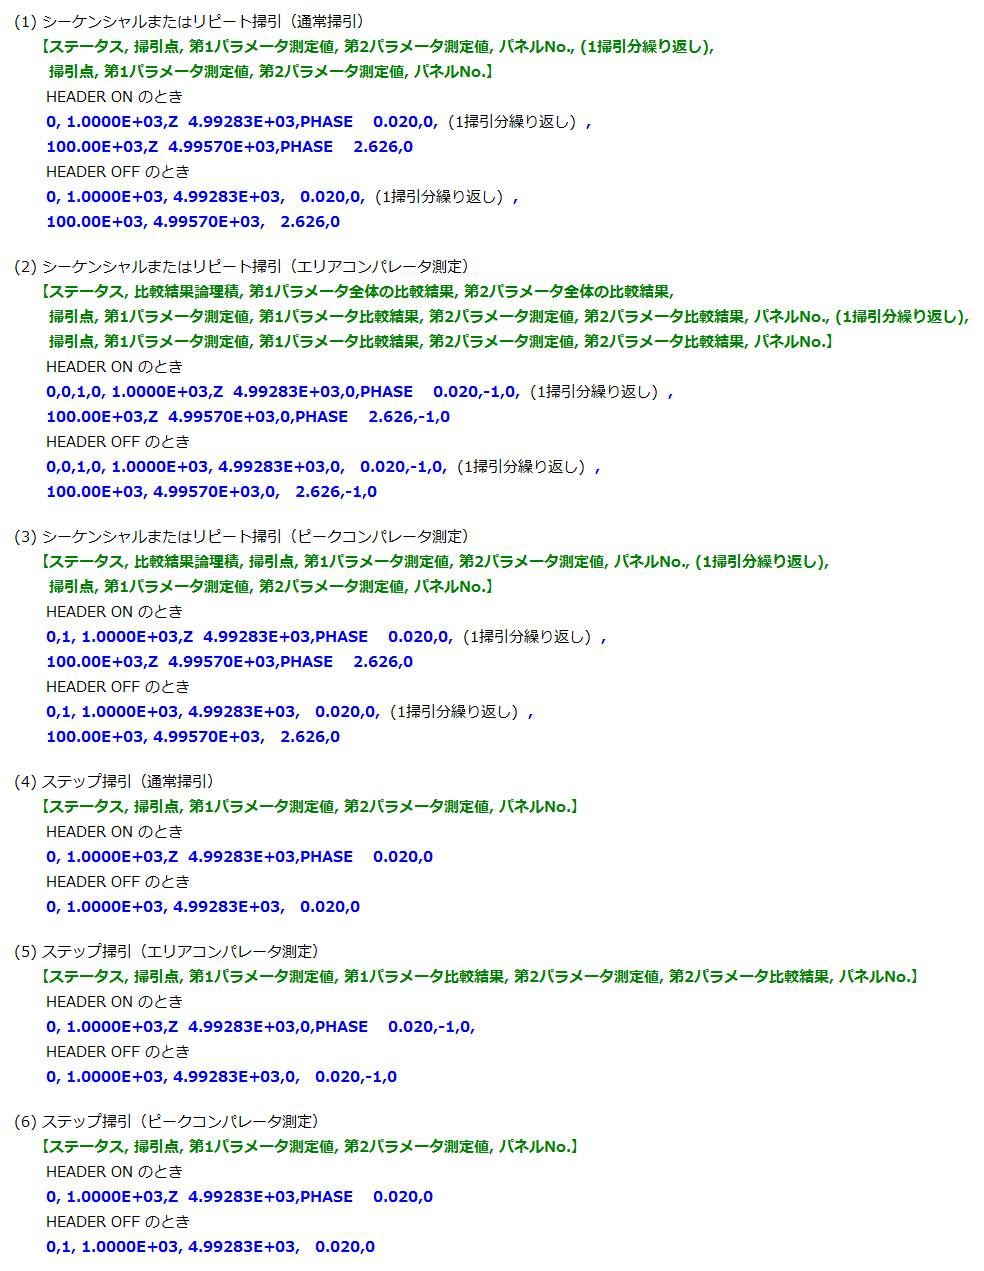 (1) シーケンシャルまたはリピート掃引（通常掃引）
【ステータス, 掃引点, 第1パラメータ測定値, 第2パラメータ測定値, パネルNo., (1掃引分繰り返し),
掃引点, 第1パラメータ測定値, 第2パラメータ測定値, パネルNo.】
HEADER ON のとき
0, 1.0000E+03,Z  4.99283E+03,PHASE    0.020,0,（1掃引分繰り返し）,
100.00E+03,Z  4.99570E+03,PHASE    2.626,0
HEADER OFF のとき
0, 1.0000E+03, 4.99283E+03,   0.020,0,（1掃引分繰り返し）,
100.00E+03, 4.99570E+03,   2.626,0
(2) シーケンシャルまたはリピート掃引（エリアコンパレータ測定）
【ステータス, 比較結果論理積, 第1パラメータ全体の比較結果, 第2パラメータ全体の比較結果,
掃引点, 第1パラメータ測定値, 第1パラメータ比較結果, 第2パラメータ測定値, 第2パラメータ比較結果, パネルNo., (1掃引分繰り返し),
掃引点, 第1パラメータ測定値, 第1パラメータ比較結果, 第2パラメータ測定値, 第2パラメータ比較結果, パネルNo.】
HEADER ON のとき
0,0,1,0, 1.0000E+03,Z  4.99283E+03,0,PHASE    0.020,-1,0,（1掃引分繰り返し）,
100.00E+03,Z  4.99570E+03,0,PHASE    2.626,-1,0
HEADER OFF のとき
0,0,1,0, 1.0000E+03, 4.99283E+03,0,   0.020,-1,0,（1掃引分繰り返し）,
100.00E+03, 4.99570E+03,0,   2.626,-1,0
(3) シーケンシャルまたはリピート掃引（ピークコンパレータ測定）
【ステータス, 比較結果論理積, 掃引点, 第1パラメータ測定値, 第2パラメータ測定値, パネルNo., (1掃引分繰り返し),
掃引点, 第1パラメータ測定値, 第2パラメータ測定値, パネルNo.】
HEADER ON のとき
0,1, 1.0000E+03,Z  4.99283E+03,PHASE    0.020,0,（1掃引分繰り返し）,
100.00E+03,Z  4.99570E+03,PHASE    2.626,0
HEADER OFF のとき
0,1, 1.0000E+03, 4.99283E+03,   0.020,0,（1掃引分繰り返し）,
100.00E+03, 4.99570E+03,   2.626,0
(4) ステップ掃引（通常掃引）
【ステータス, 掃引点, 第1パラメータ測定値, 第2パラメータ測定値, パネルNo.】
HEADER ON のとき
0, 1.0000E+03,Z  4.99283E+03,PHASE    0.020,0
HEADER OFF のとき
0, 1.0000E+03, 4.99283E+03,   0.020,0
(5) ステップ掃引（エリアコンパレータ測定）
【ステータス, 掃引点, 第1パラメータ測定値, 第1パラメータ比較結果, 第2パラメータ測定値, 第2パラメータ比較結果, パネルNo.】
HEADER ON のとき
0, 1.0000E+03,Z  4.99283E+03,0,PHASE    0.020,-1,0,
HEADER OFF のとき
0, 1.0000E+03, 4.99283E+03,0,   0.020,-1,0
(6) ステップ掃引（ピークコンパレータ測定）
【ステータス, 掃引点, 第1パラメータ測定値, 第2パラメータ測定値, パネルNo.】
HEADER ON のとき
0, 1.0000E+03,Z  4.99283E+03,PHASE    0.020,0
HEADER OFF のとき
0,1, 1.0000E+03, 4.99283E+03,   0.020,0